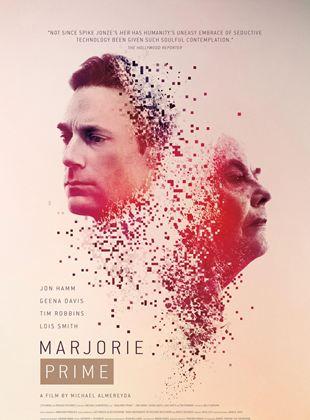 "NOT SINCE SPIKE JONZE'S HER HAS HUMANITY'S UNEASY EMBRACE OF SEDUCTIVE
TECHNOLOGY BEEN GIVEN SUCH SOULFUL CONTEMPLATION."
THE HOLLYWOOD REPORTER
JON HAMM
GEENA DAVIS
TIM ROBBINS
LOIS SMITH
MARJORIE
PRIME
A FILM BY MICHAEL ALMEREYDA